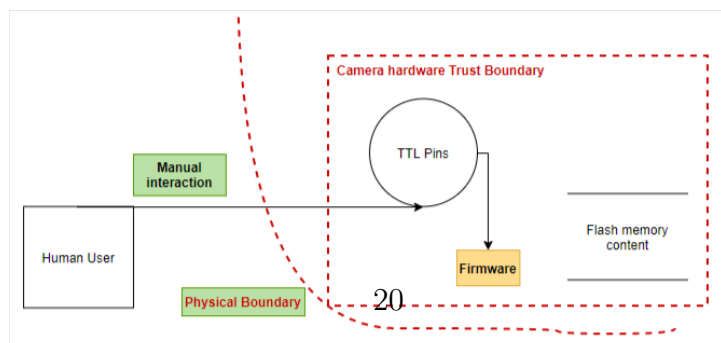 Camera hardware Trust Boundary
TTL Pins
Manual
interaction
Human User
Flash memory
content
Firmware
Physical Boundary
20